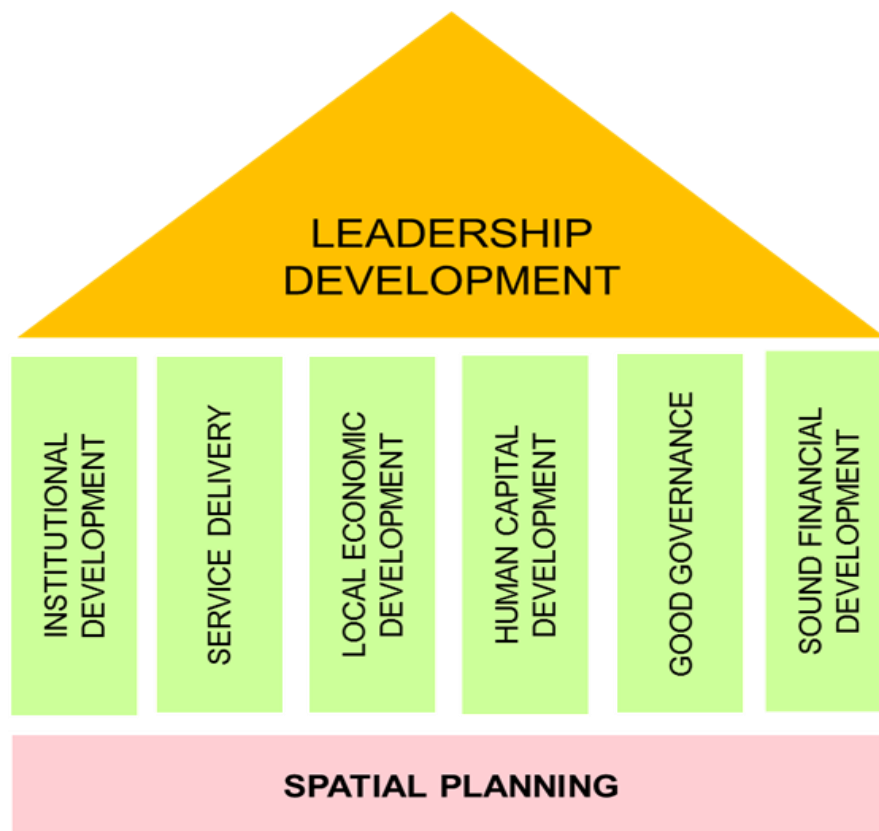 LEADERSHIP
DEVELOPMENT
INSTITUTIONAL
DEVELOPMENT
SERVICE DELIVERY
LOCAL ECONOMIC
DEVELOPMENT
HUMAN CAPITAL
DEVELOPMENT
GOOD GOVERNANCE
SOUND FINANCIAL
DEVELOPMENT
SPATIAL PLANNING